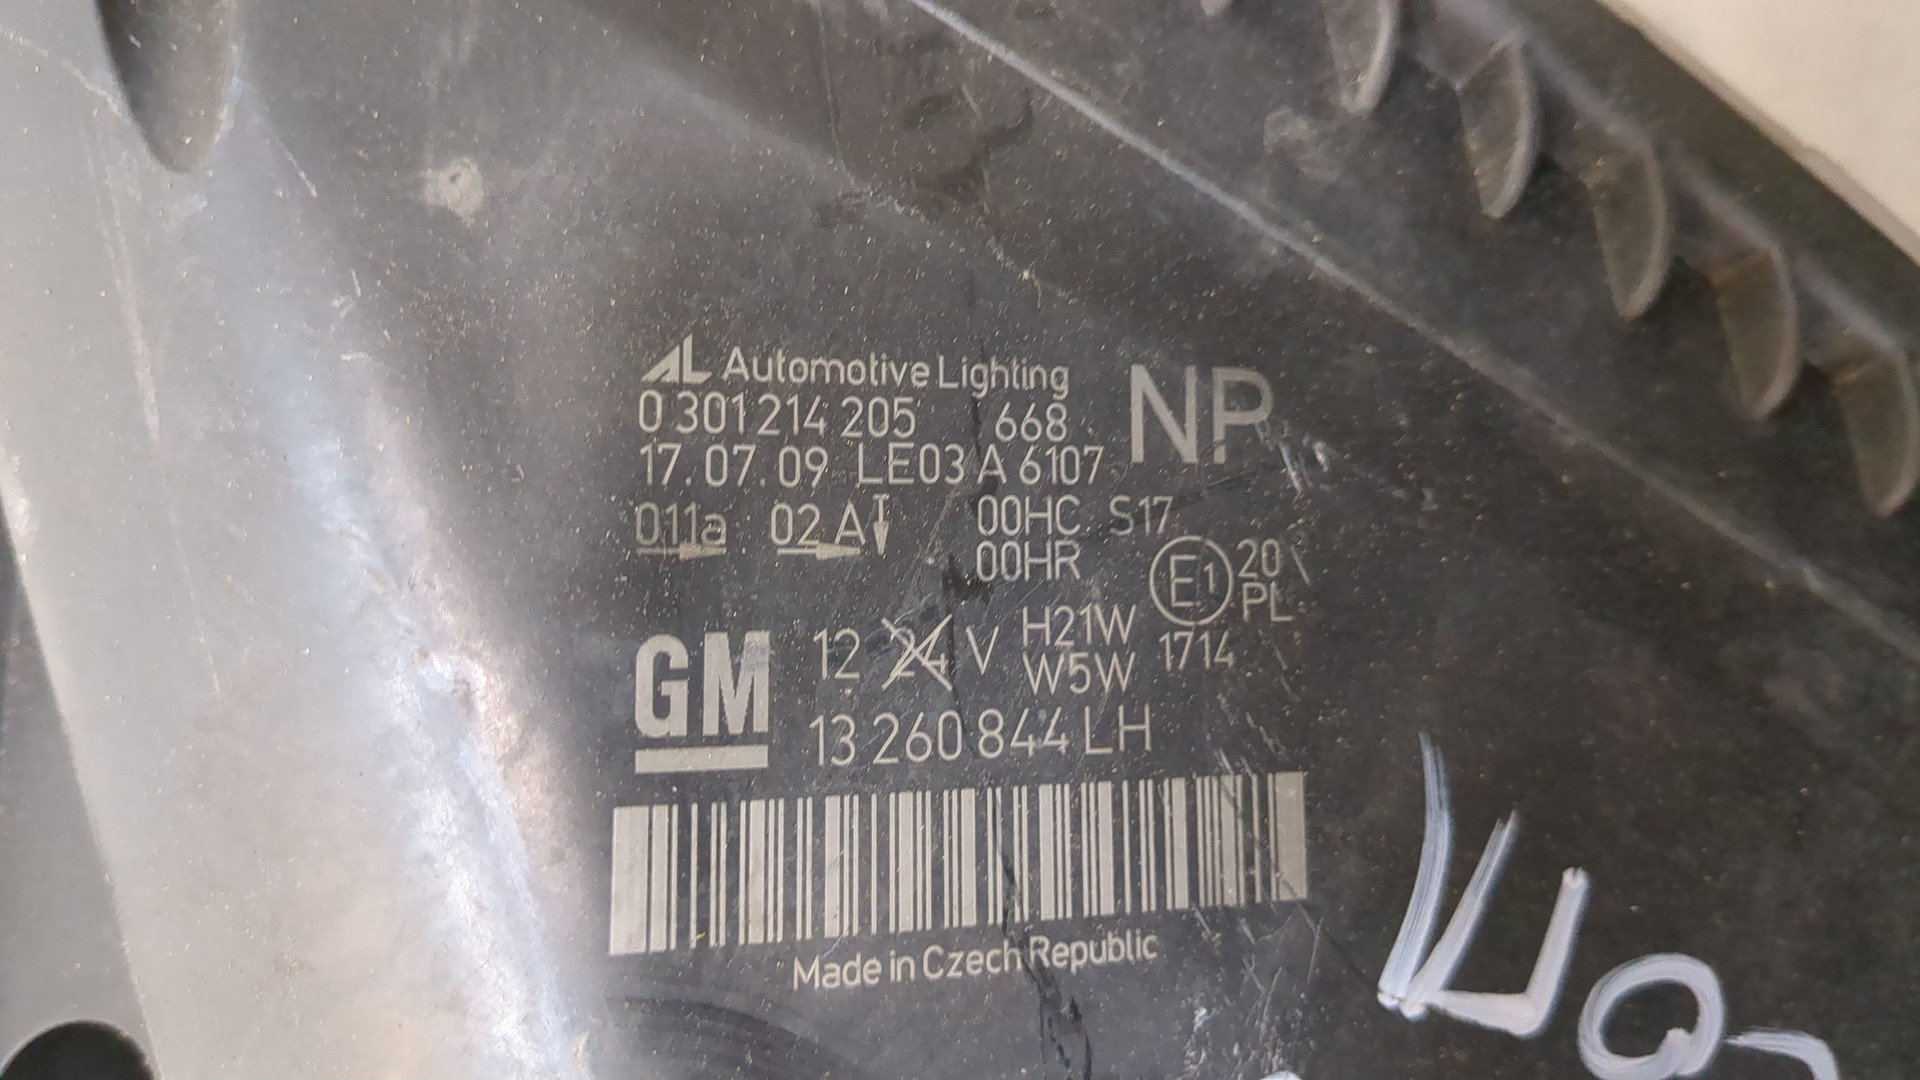 AL Automotive Lighting
0 301 214 205 668 NP
17.07.09 LE03 A 6107
011a 02 A 00HC S17
00HR E1 20
PL
GM 12 24 V H21W
W5W 1714
13 260 844 LH
Made in Czech Republic